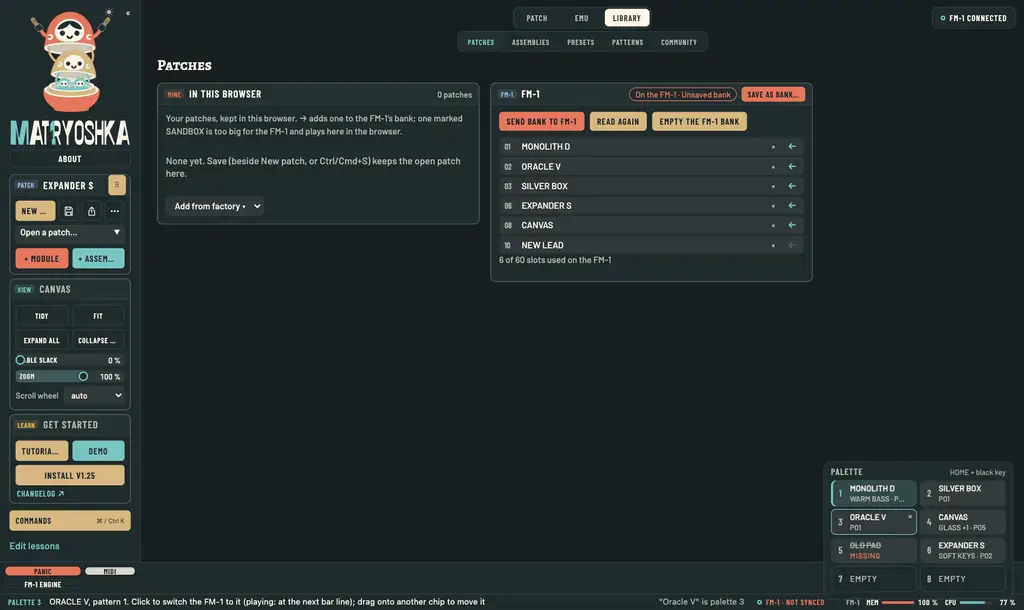 PATCH
EMU
LIBRARY
FM-1 CONNECTED
PATCHES
ASSEMBLIES
PRESETS
PATTERNS
COMMUNITY
MATRYOSHKA
ABOUT
PATCH EXPANDER S
NEW ...
Open a patch...
+ MODULE
+ ASSEM...
VIEW CANVAS
TIDY
FIT
EXPAND ALL
COLLAPSE ...
BLE SLACK 0 %
ZOOM 100 %
Scroll wheel auto
LEARN GET STARTED
TUTORIA...
DEMO
INSTALL V1.25
CHANGELOG ↗
COMMANDS ⌘ / Ctrl K
Edit lessons
PANIC
MIDI
FM-1 ENGINE
Patches
MINE IN THIS BROWSER 0 patches
Your patches, kept in this browser. → adds one to the FM-1's bank; one marked
SANDBOX is too big for the FM-1 and plays here in the browser.
None yet. Save (beside New patch, or Ctrl/Cmd+S) keeps the open patch
here.
Add from factory
FM-1 FM-1 On the FM-1 · Unsaved bank SAVE AS BANK...
SEND BANK TO FM-1
READ AGAIN
EMPTY THE FM-1 BANK
01 MONOLITH D × ←
02 ORACLE V × ←
03 SILVER BOX × ←
06 EXPANDER S × ←
08 CANVAS × ←
10 NEW LEAD × ←
6 of 60 slots used on the FM-1
PALETTE HOME + black key
1 MONOLITH D
WARM BASS · P...
2 SILVER BOX
P01
3 ORACLE V ×
P01
4 CANVAS
GLASS +1 · P05
5 OLD PAD
MISSING
6 EXPANDER S
SOFT KEYS · P02
7 EMPTY
8 EMPTY
PALETTE 3 ORACLE V, pattern 1. Click to switch the FM-1 to it (playing: at the next bar line); drag onto another chip to move it
"Oracle V" is palette 3
FM-1 · NOT SYNCED
FM-1 MEM 100 % CPU 77 %